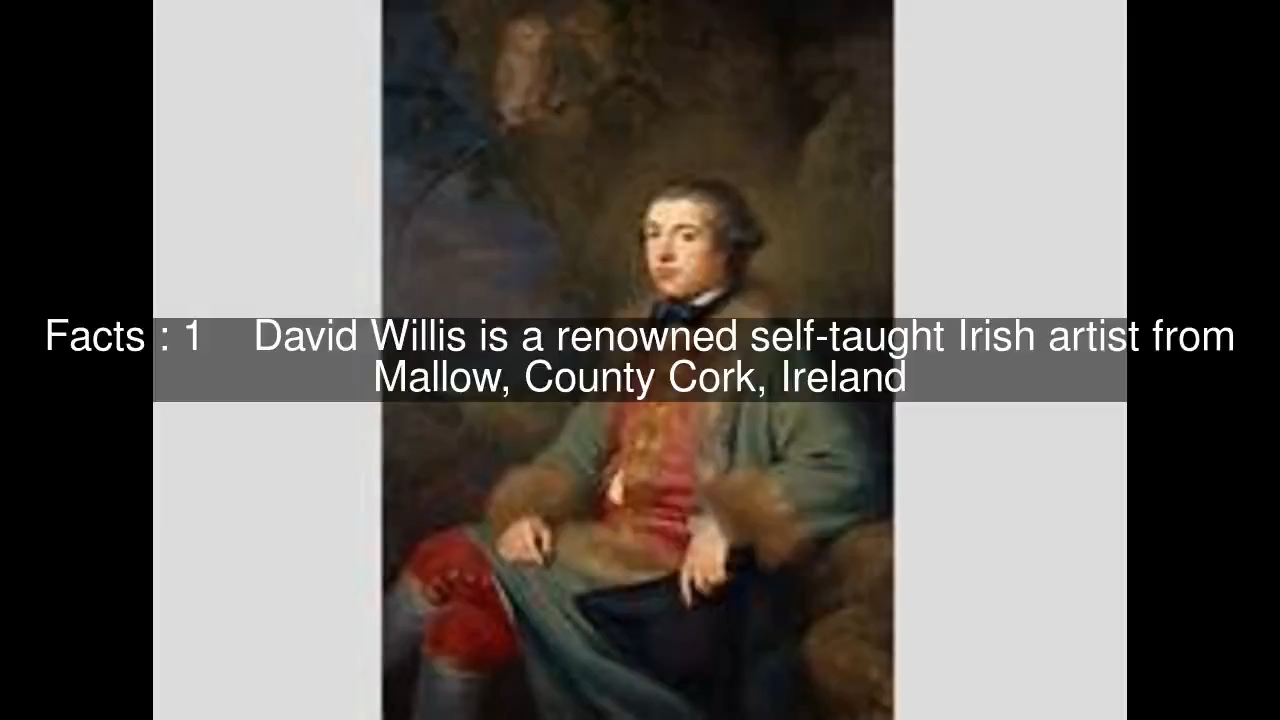 Facts : 1    David Willis is a renowned self-taught Irish artist from
Mallow, County Cork, Ireland